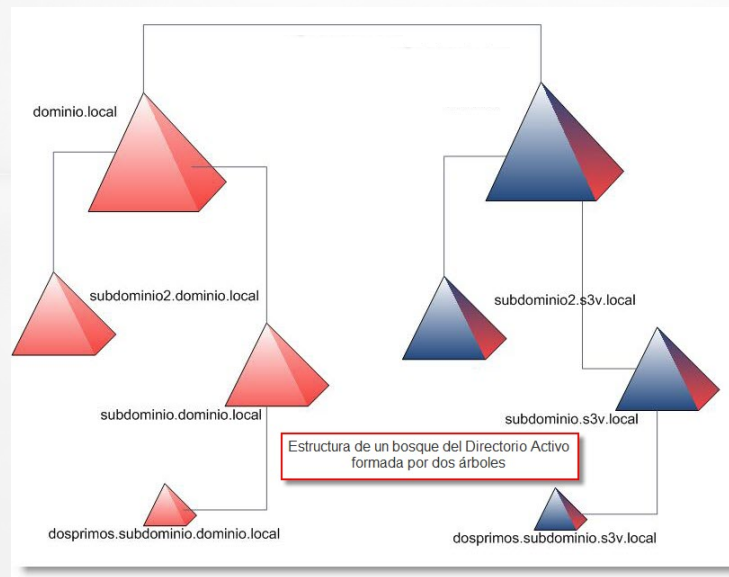 dominio.local
subdominio2.dominio.local
subdominio2.s3v.local
subdominio.dominio.local
subdominio.s3v.local
Estructura de un bosque del Directorio Activo
formada por dos árboles
dosprimos.subdominio.dominio.local
dosprimos.subdominio.s3v.local